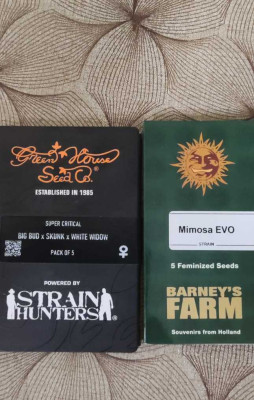 Green House
Seed Co.
ESTABLISHED IN 1985
SUPER CRITICAL
BIG BUD x SKUNK x WHITE WIDOW
PACK OF 5
POWERED BY
STRAIN
HUNTERS®
Mimosa EVO
STRAIN
5 Feminized Seeds
BARNEY'S
FARM
Souvenirs from Holland